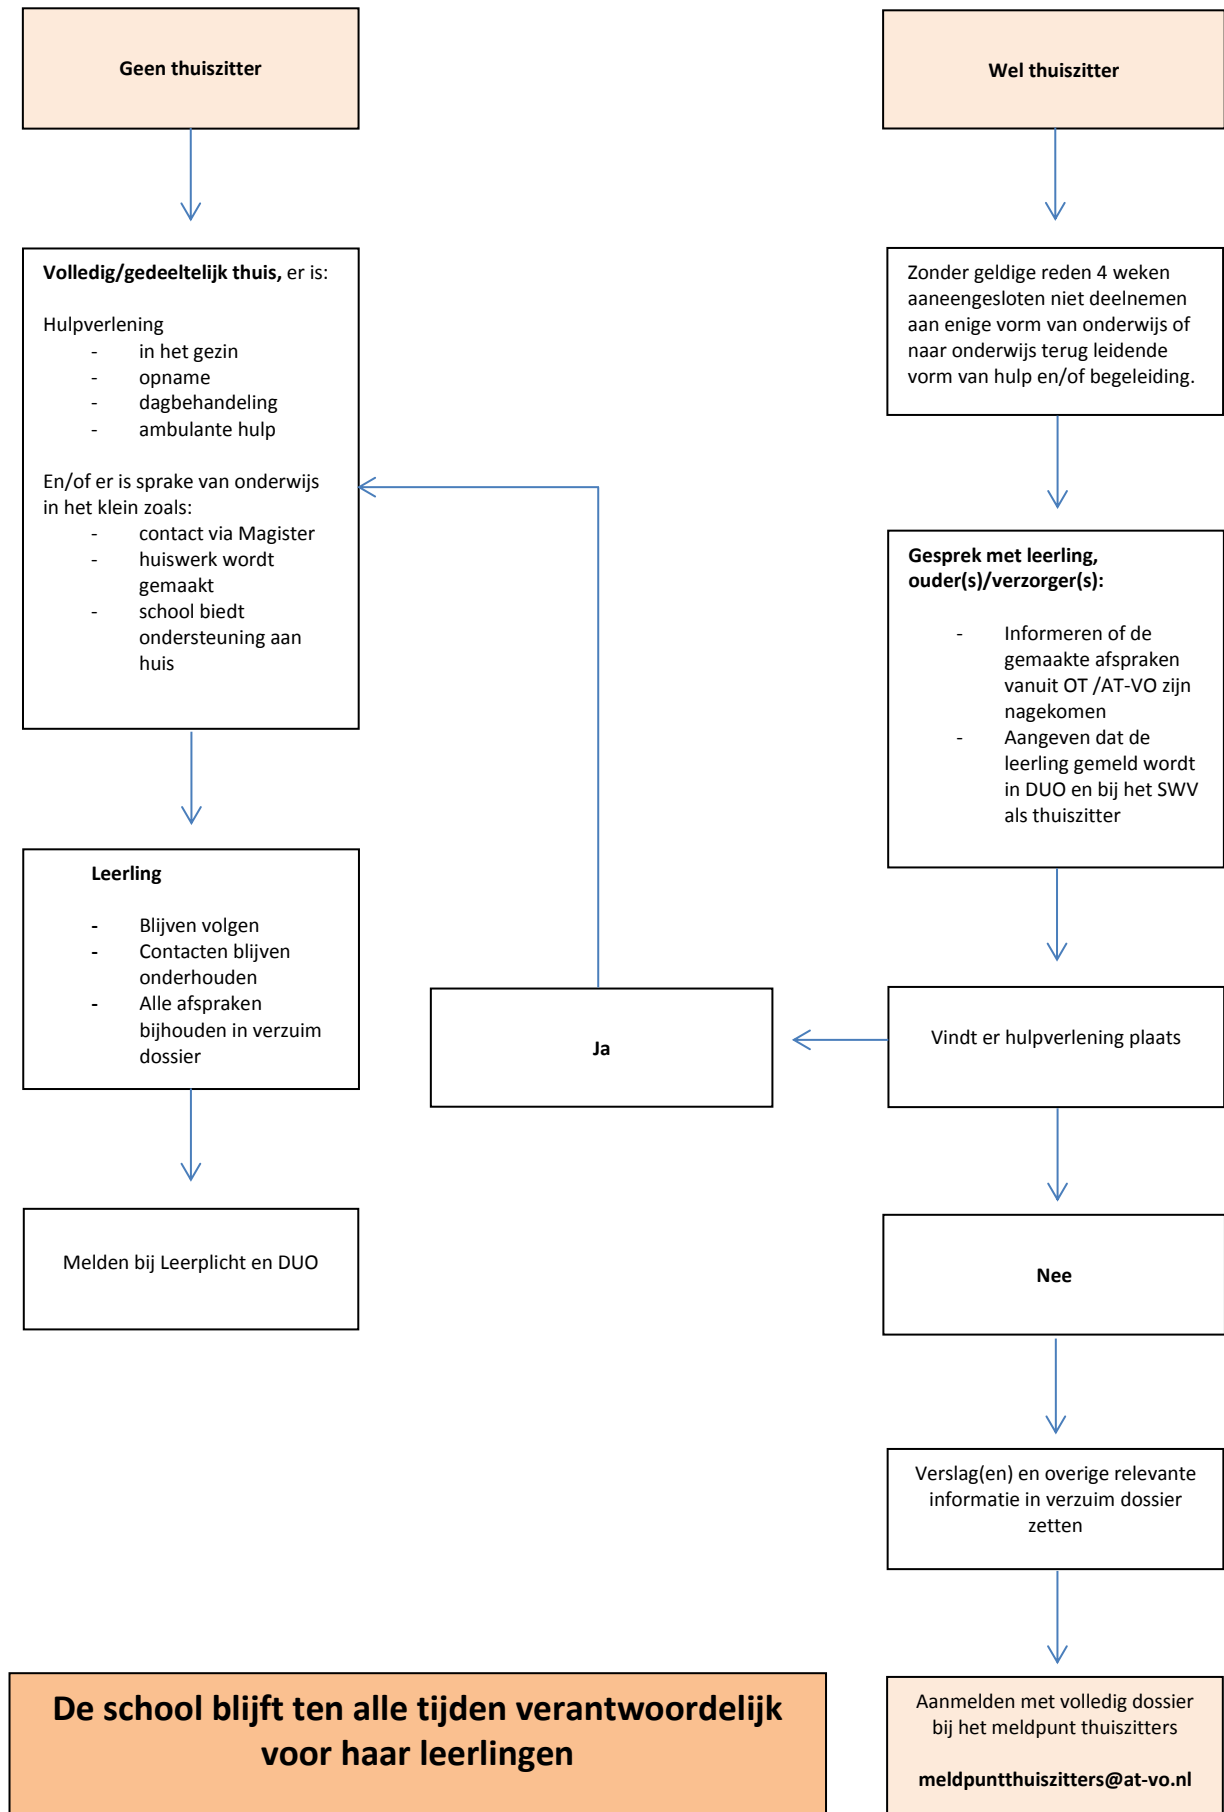 Geen thuiszitter
Wel thuiszitter
Volledig/gedeeltelijk thuis, er is:
Hulpverlening
- in het gezin
- opname
- dagbehandeling
- ambulante hulp
En/of er is sprake van onderwijs
in het klein zoals:
- contact via Magister
- huiswerk wordt
gemaakt
- school biedt
ondersteuning aan
huis
Zonder geldige reden 4 weken
aaneengesloten niet deelnemen
aan enige vorm van onderwijs of
naar onderwijs terug leidende
vorm van hulp en/of begeleiding.
Gesprek met leerling,
ouder(s)/verzorger(s):
- Informeren of de
gemaakte afspraken
vanuit OT /AT-VO zijn
nagekomen
- Aangeven dat de
leerling gemeld wordt
in DUO en bij het SWV
als thuiszitter
Leerling
- Blijven volgen
- Contacten blijven
onderhouden
- Alle afspraken
bijhouden in verzuim
dossier
Ja
Vindt er hulpverlening plaats
Melden bij Leerplicht en DUO
Nee
Verslag(en) en overige relevante
informatie in verzuim dossier
zetten
De school blijft ten alle tijden verantwoordelijk
voor haar leerlingen
Aanmelden met volledig dossier
bij het meldpunt thuiszitters
meldpuntthuiszitters@at-vo.nl